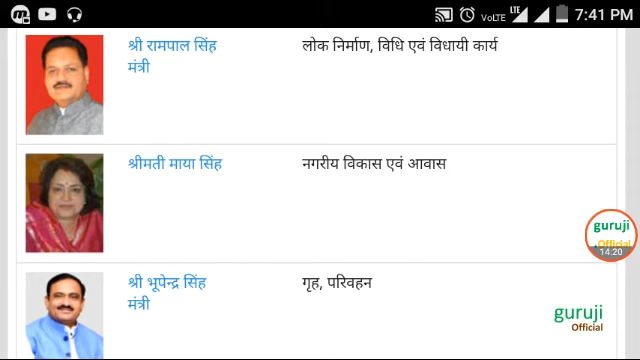 VoLTE LTE 7:41 PM
श्री रामपाल सिंह
मंत्री
लोक निर्माण, विधि एवं विधायी कार्य
श्रीमती माया सिंह
नगरीय विकास एवं आवास
guruji
Official
14:20
श्री भूपेन्द्र सिंह
मंत्री
गृह, परिवहन
guruji
Official